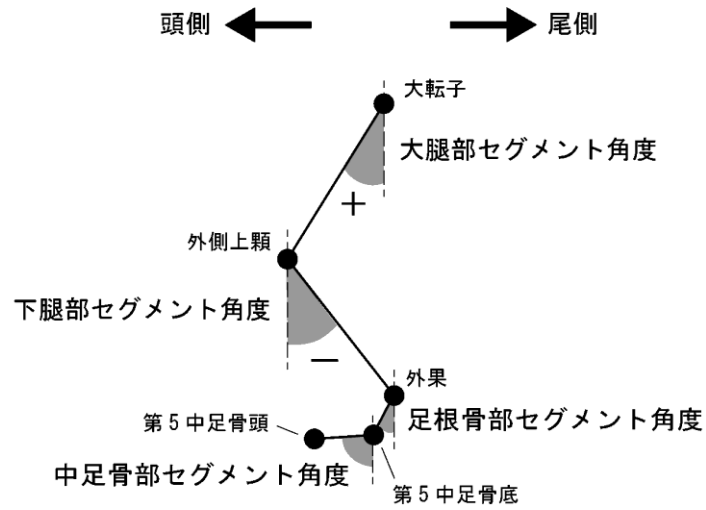 頭側
尾側
大転子
大腿部セグメント角度
＋
外側上顆
下腿部セグメント角度
－
外果
第5中足骨頭
足根骨部セグメント角度
中足骨部セグメント角度
第5中足骨底